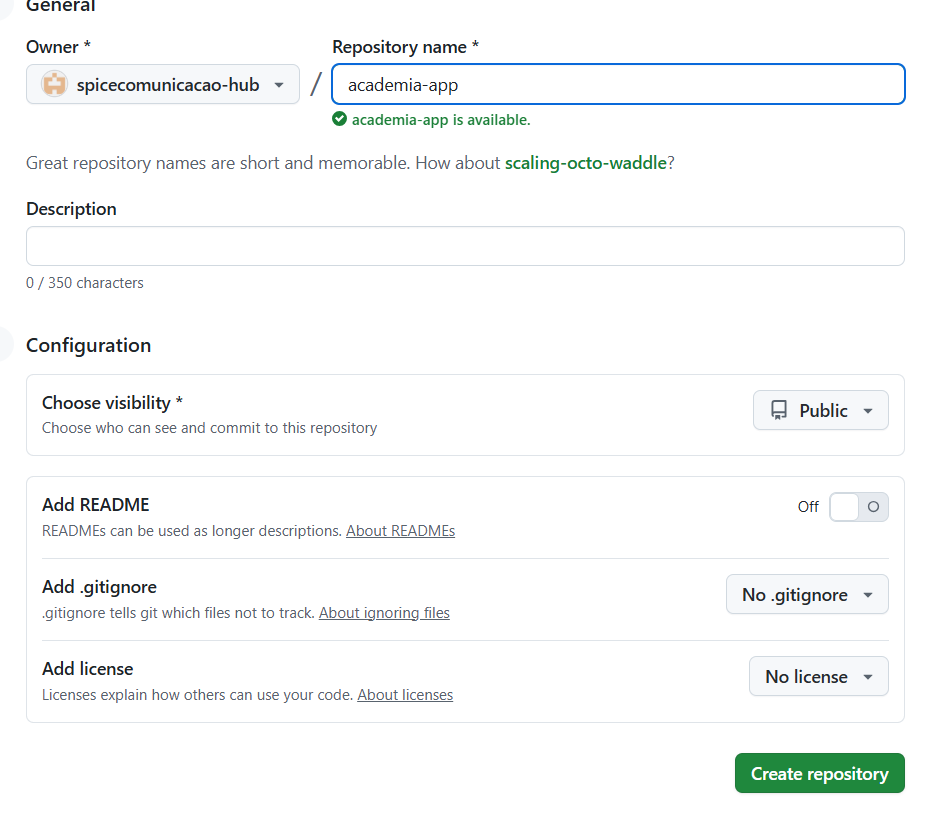 General
Owner *
Repository name *
spicecomunicacao-hub
/
academia-app
academia-app is available.
Great repository names are short and memorable. How about scaling-octo-waddle?
Description
0 / 350 characters
Configuration
Choose visibility *
Choose who can see and commit to this repository
Public
Add README
READMEs can be used as longer descriptions. About READMEs
Off
Add .gitignore
.gitignore tells git which files not to track. About ignoring files
No .gitignore
Add license
Licenses explain how others can use your code. About licenses
No license
Create repository